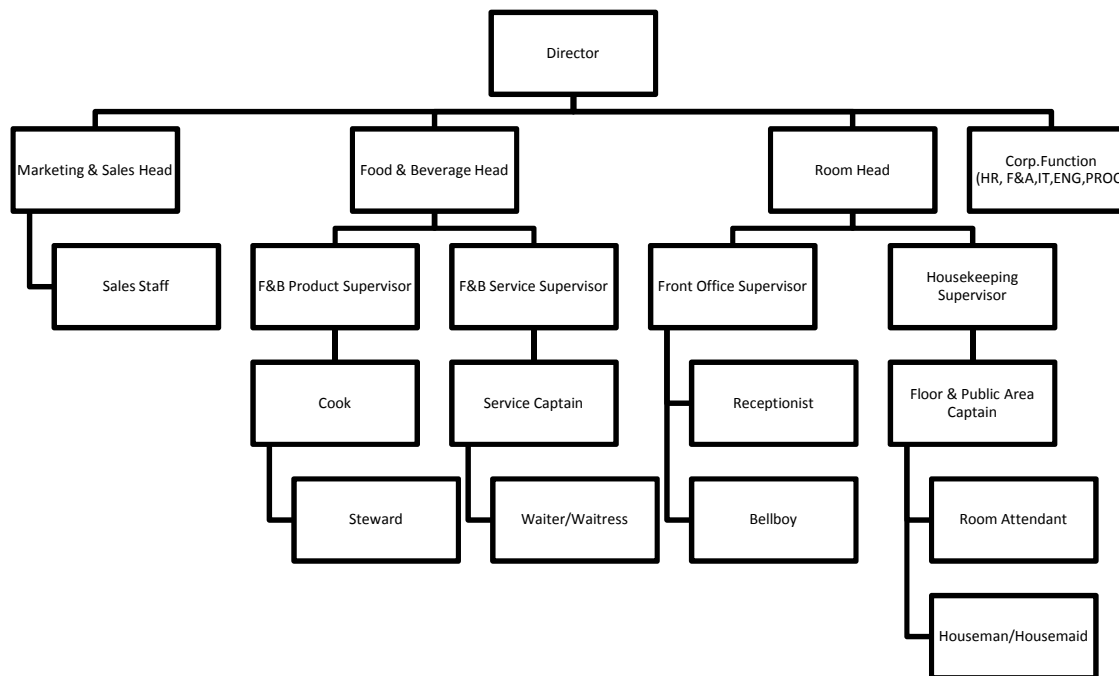 Director
Marketing & Sales Head
Food & Beverage Head
Room Head
Corp.Function
(HR, F&A,IT,ENG,PROC
Sales Staff
F&B Product Supervisor
F&B Service Supervisor
Front Office Supervisor
Housekeeping
Supervisor
Cook
Service Captain
Receptionist
Floor & Public Area
Captain
Steward
Waiter/Waitress
Bellboy
Room Attendant
Houseman/Housemaid